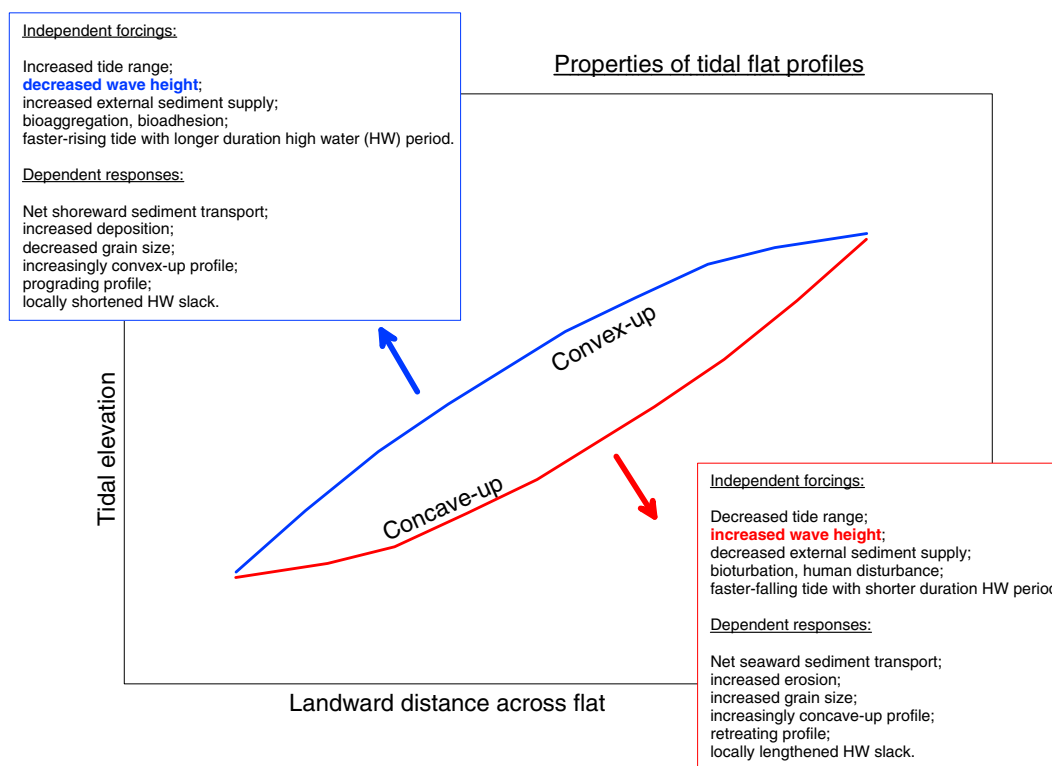 Independent forcings:
Increased tide range;
decreased wave height;
increased external sediment supply;
bioaggregation, bioadhesion;
faster-rising tide with longer duration high water (HW) period.
Dependent responses:
Net shoreward sediment transport;
increased deposition;
decreased grain size;
increasingly convex-up profile;
prograding profile;
locally shortened HW slack.
Properties of tidal flat profiles
Convex-up
Concave-up
Tidal elevation
Landward distance across flat
Independent forcings:
Decreased tide range;
increased wave height;
decreased external sediment supply;
bioturbation, human disturbance;
faster-falling tide with shorter duration HW period
Dependent responses:
Net seaward sediment transport;
increased erosion;
increased grain size;
increasingly concave-up profile;
retreating profile;
locally lengthened HW slack.